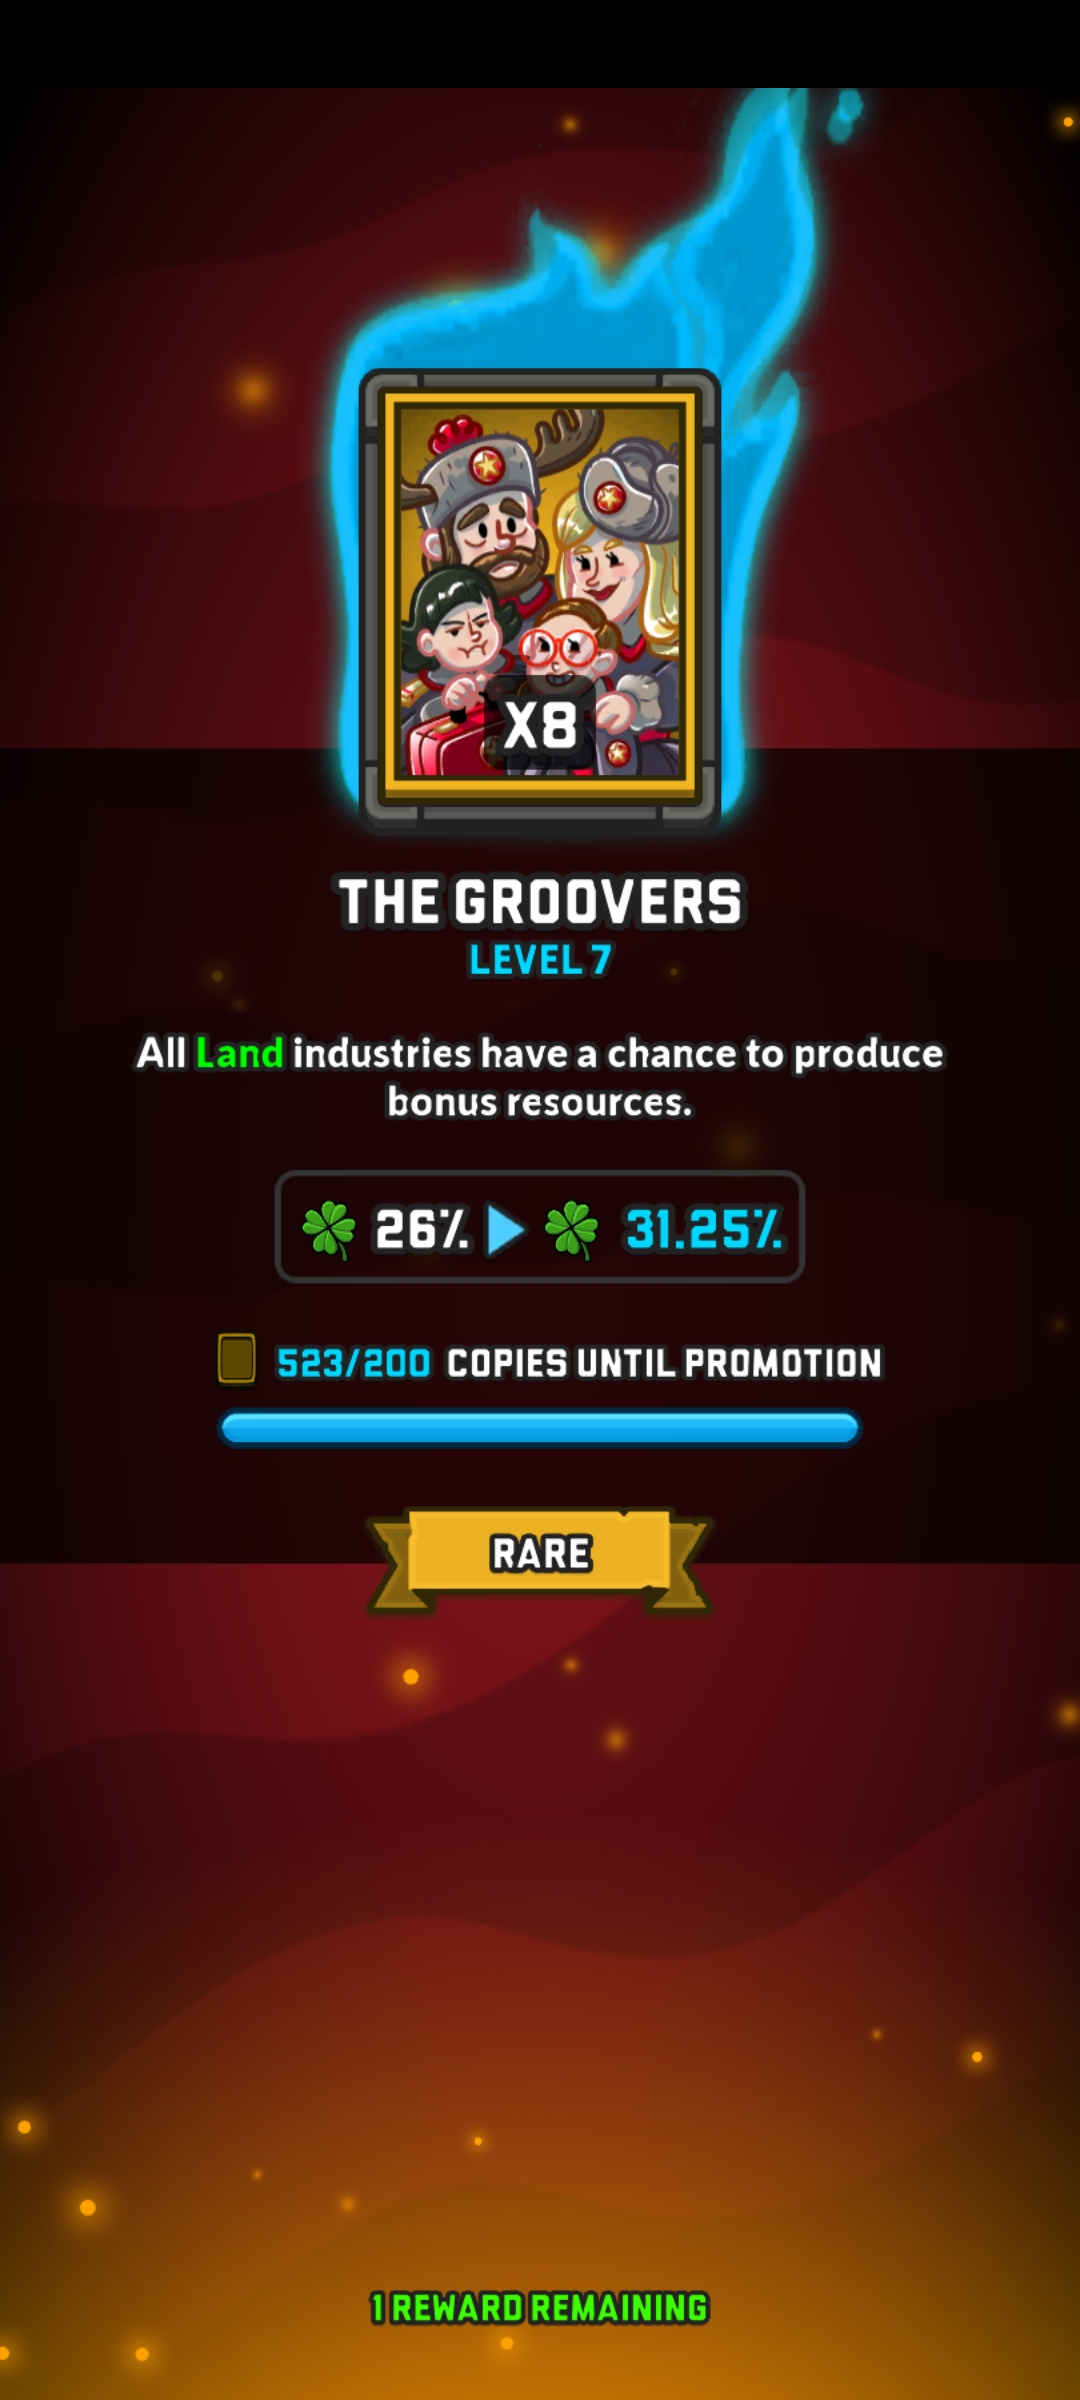 X8
THE GROOVERS
LEVEL 7
All Land industries have a chance to produce
bonus resources.
26% 31.25%
523/200 COPIES UNTIL PROMOTION
RARE
1 REWARD REMAINING